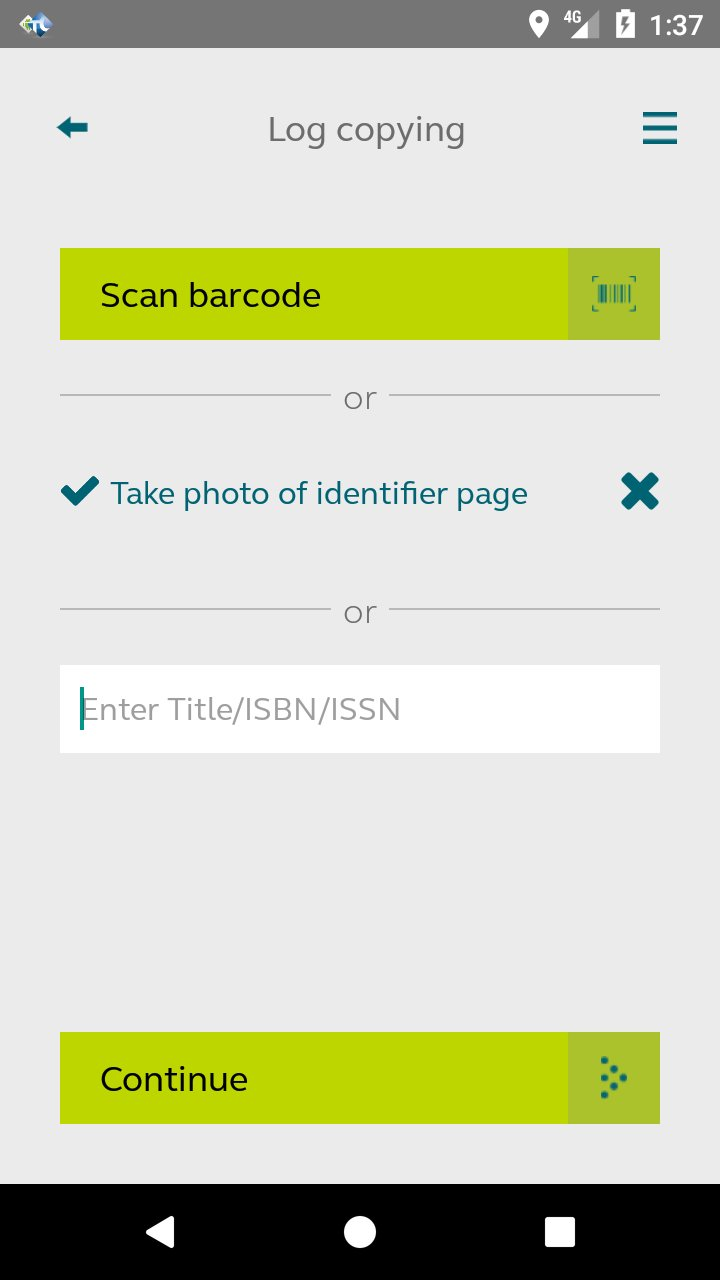 4G 1:37
Log copying
Scan barcode
or
Take photo of identifier page
or
Enter Title/ISBN/ISSN
Continue